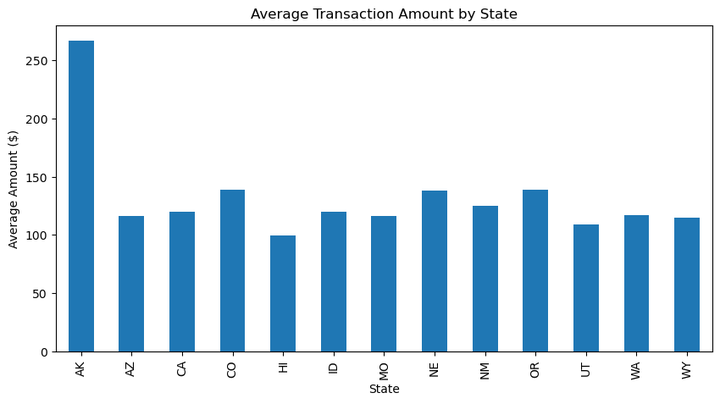 Average Transaction Amount by State
Average Amount ($)
250
200
150
100
50
0
AK AZ CA CO HI ID MO NE NM OR UT WA WY
State